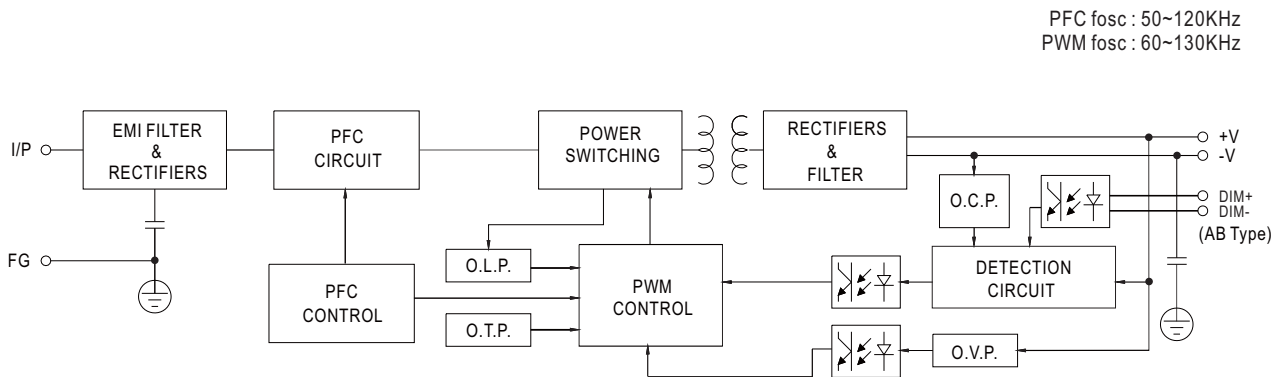 PFC fosc : 50~120KHz
PWM fosc : 60~130KHz
I/P
EMI FILTER
&
RECTIFIERS
PFC
CIRCUIT
POWER
SWITCHING
RECTIFIERS
&
FILTER
+V
-V
O.C.P.
DIM+
DIM-
(AB Type)
FG
O.L.P.
PFC
CONTROL
PWM
CONTROL
DETECTION
CIRCUIT
O.T.P.
O.V.P.